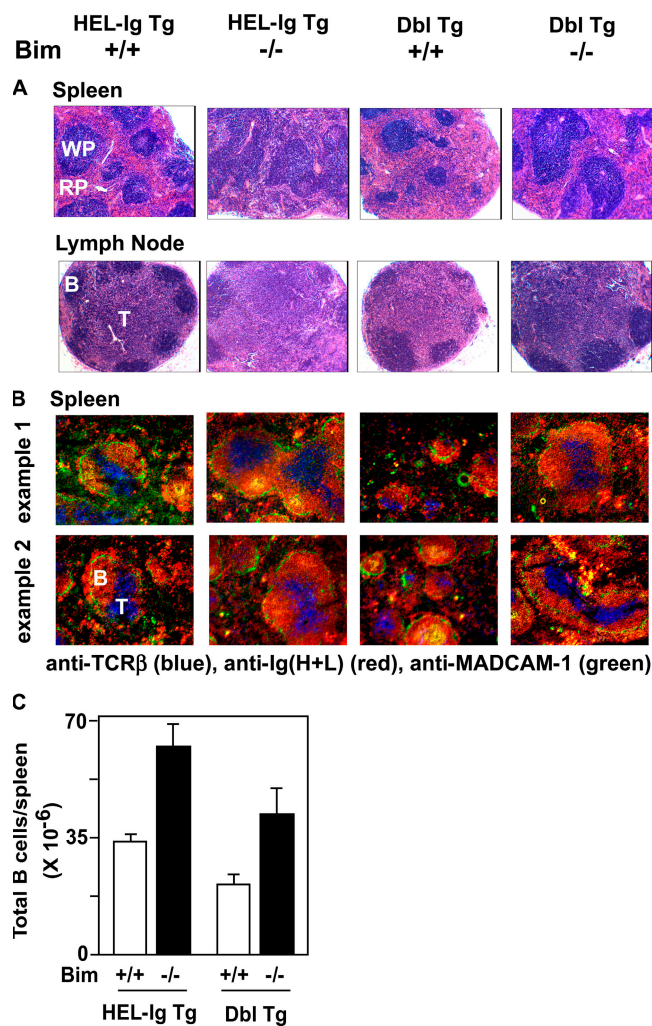 HEL-Ig Tg HEL-Ig Tg Dbl Tg Dbl Tg
Bim +/+ -/- +/+ -/-
A Spleen
WP
RP
Lymph Node
B
T
B Spleen
example 1
example 2
B
T
anti-TCRβ (blue), anti-Ig(H+L) (red), anti-MADCAM-1 (green)
C
Total B cells/spleen
(X 10-6)
70
35
0
Bim +/+ -/- +/+ -/-
HEL-Ig Tg Dbl Tg